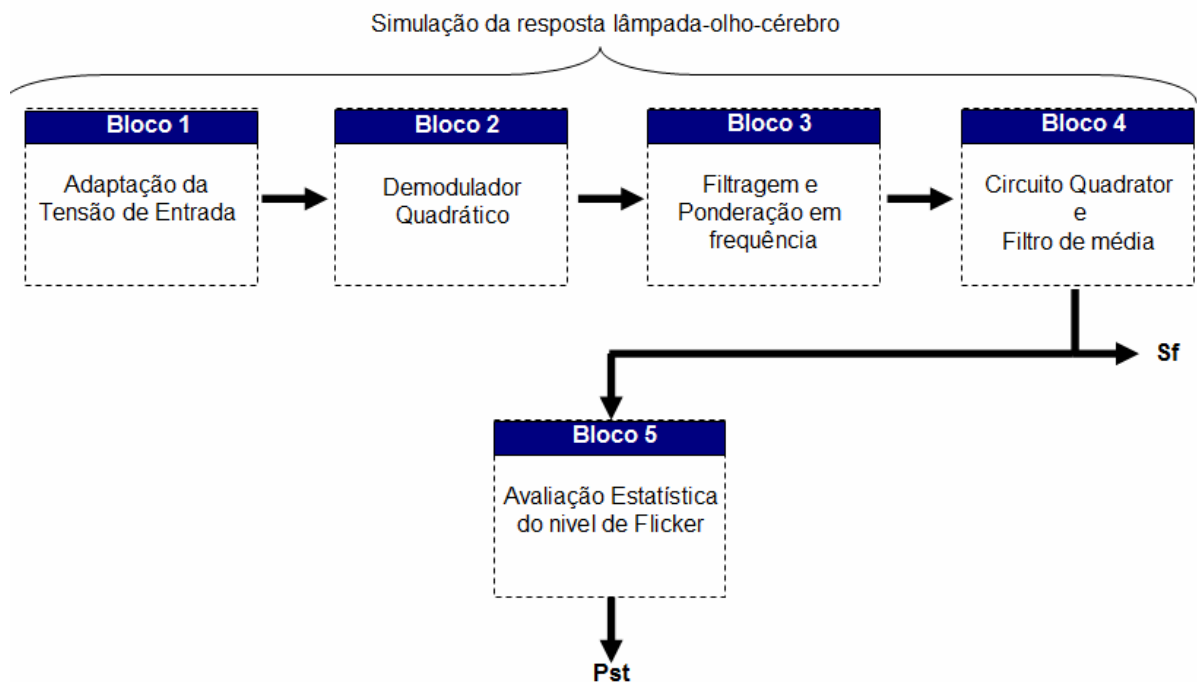 Simulação da resposta lâmpada-olho-cérebro
Bloco 1
Adaptação da
Tensão de Entrada
Bloco 2
Demodulador
Quadrático
Bloco 3
Filtragem e
Ponderação em
frequência
Bloco 4
Circuito Quadrator
e
Filtro de média
Sf
Bloco 5
Avaliação Estatística
do nivel de Flicker
Pst